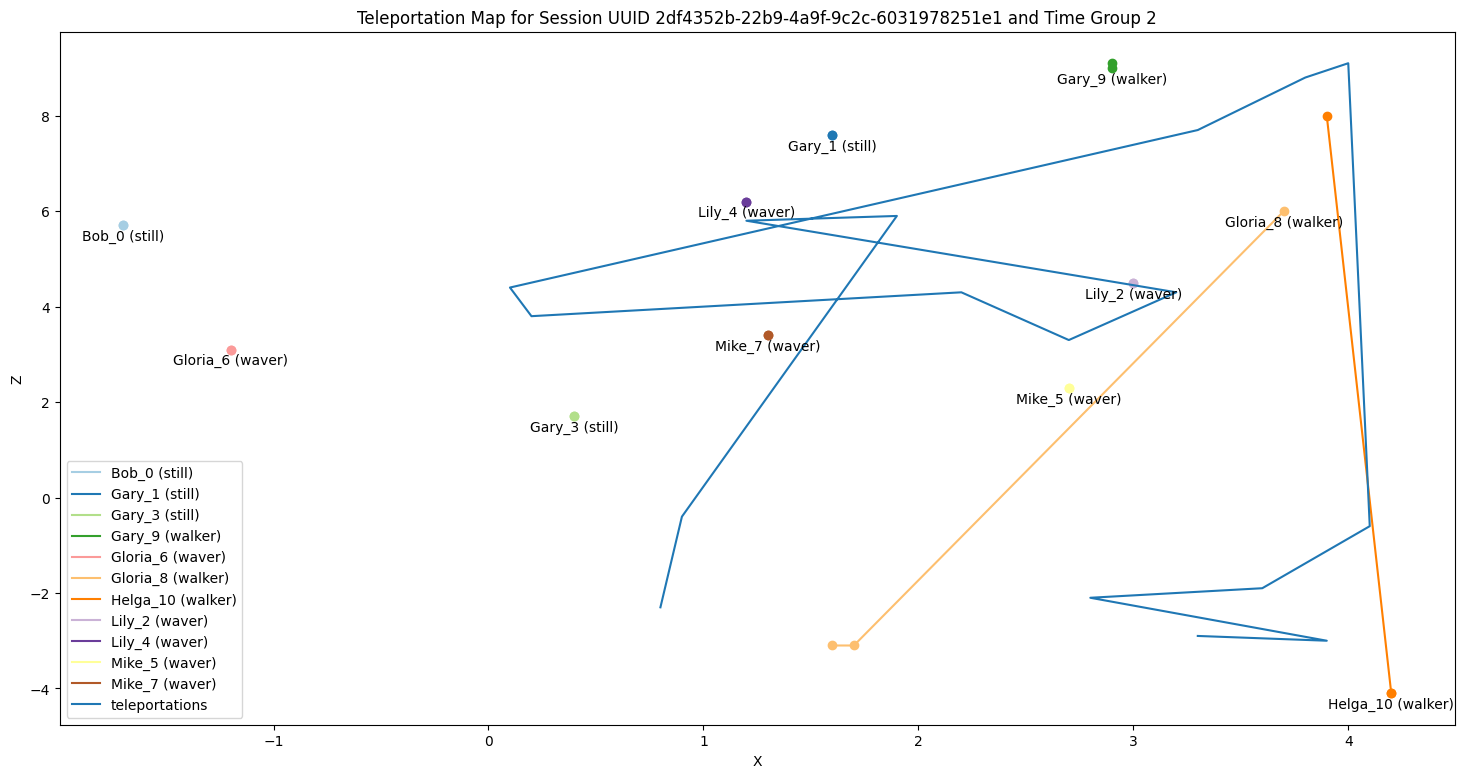 Teleportation Map for Session UUID 2df4352b-22b9-4a9f-9c2c-6031978251e1 and Time Group 2
Z
8
6
4
2
0
−2
−4
Gary_9 (walker)
Gary_1 (still)
Lily_4 (waver)
Gloria_8 (walker)
Bob_0 (still)
Lily_2 (waver)
Mike_7 (waver)
Gloria_6 (waver)
Mike_5 (waver)
Gary_3 (still)
Helga_10 (walker)
Bob_0 (still)
Gary_1 (still)
Gary_3 (still)
Gary_9 (walker)
Gloria_6 (waver)
Gloria_8 (walker)
Helga_10 (walker)
Lily_2 (waver)
Lily_4 (waver)
Mike_5 (waver)
Mike_7 (waver)
teleportations
−1
0
1
2
3
4
X